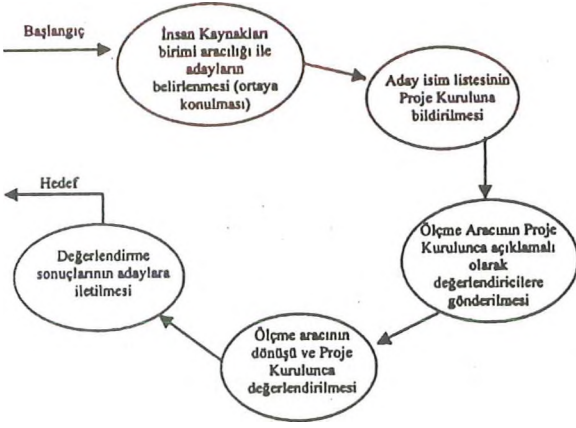 Başlangıç
İnsan Kaynakları
birimi aracılığı ile
adayların
belirlenmesi (ortaya
konulması)
Aday isim listesinin
Proje Kuruluna
bildirilmesi
Ölçme Aracının Proje
Kurulunca açıklamalı
olarak
değerlendiricilere
gönderilmesi
Ölçme aracının
dönüşü ve Proje
Kurulunca
değerlendirilmesi
Değerlendirme
sonuçlarının adaylara
iletilmesi
Hedef